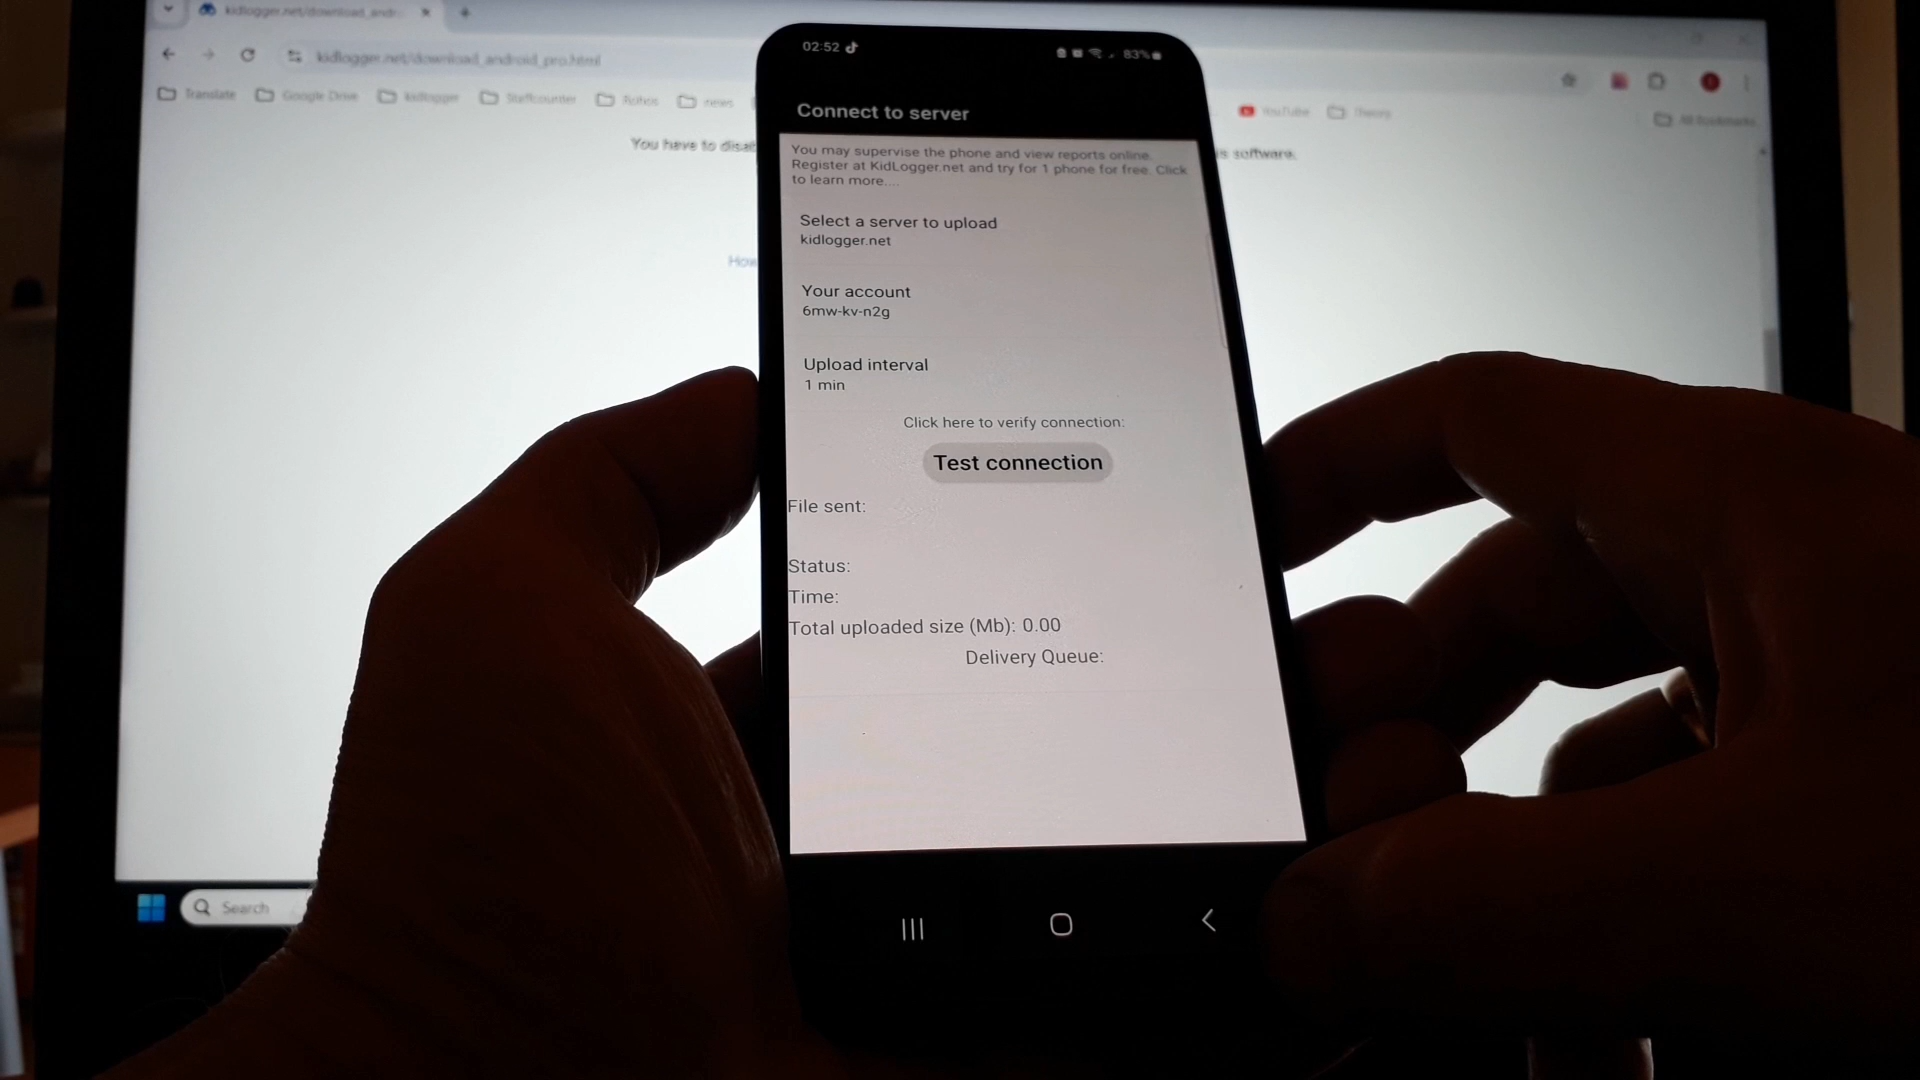 kidlogger.net/download_andr
kidlogger.net/download_android_pro.html
Translate
Google Drive
kidlogger
Staffcounter
Rohos
news
YouTube
Theory
All Bookmarks
You have to disab
is software.
How
02:52
83%
Connect to server
You may supervise the phone and view reports online.
Register at KidLogger.net and try for 1 phone for free. Click
to learn more....
Select a server to upload
kidlogger.net
Your account
6mw-kv-n2g
Upload interval
1 min
Click here to verify connection:
Test connection
File sent:
Status:
Time:
Total uploaded size (Mb): 0.00
Delivery Queue:
Search